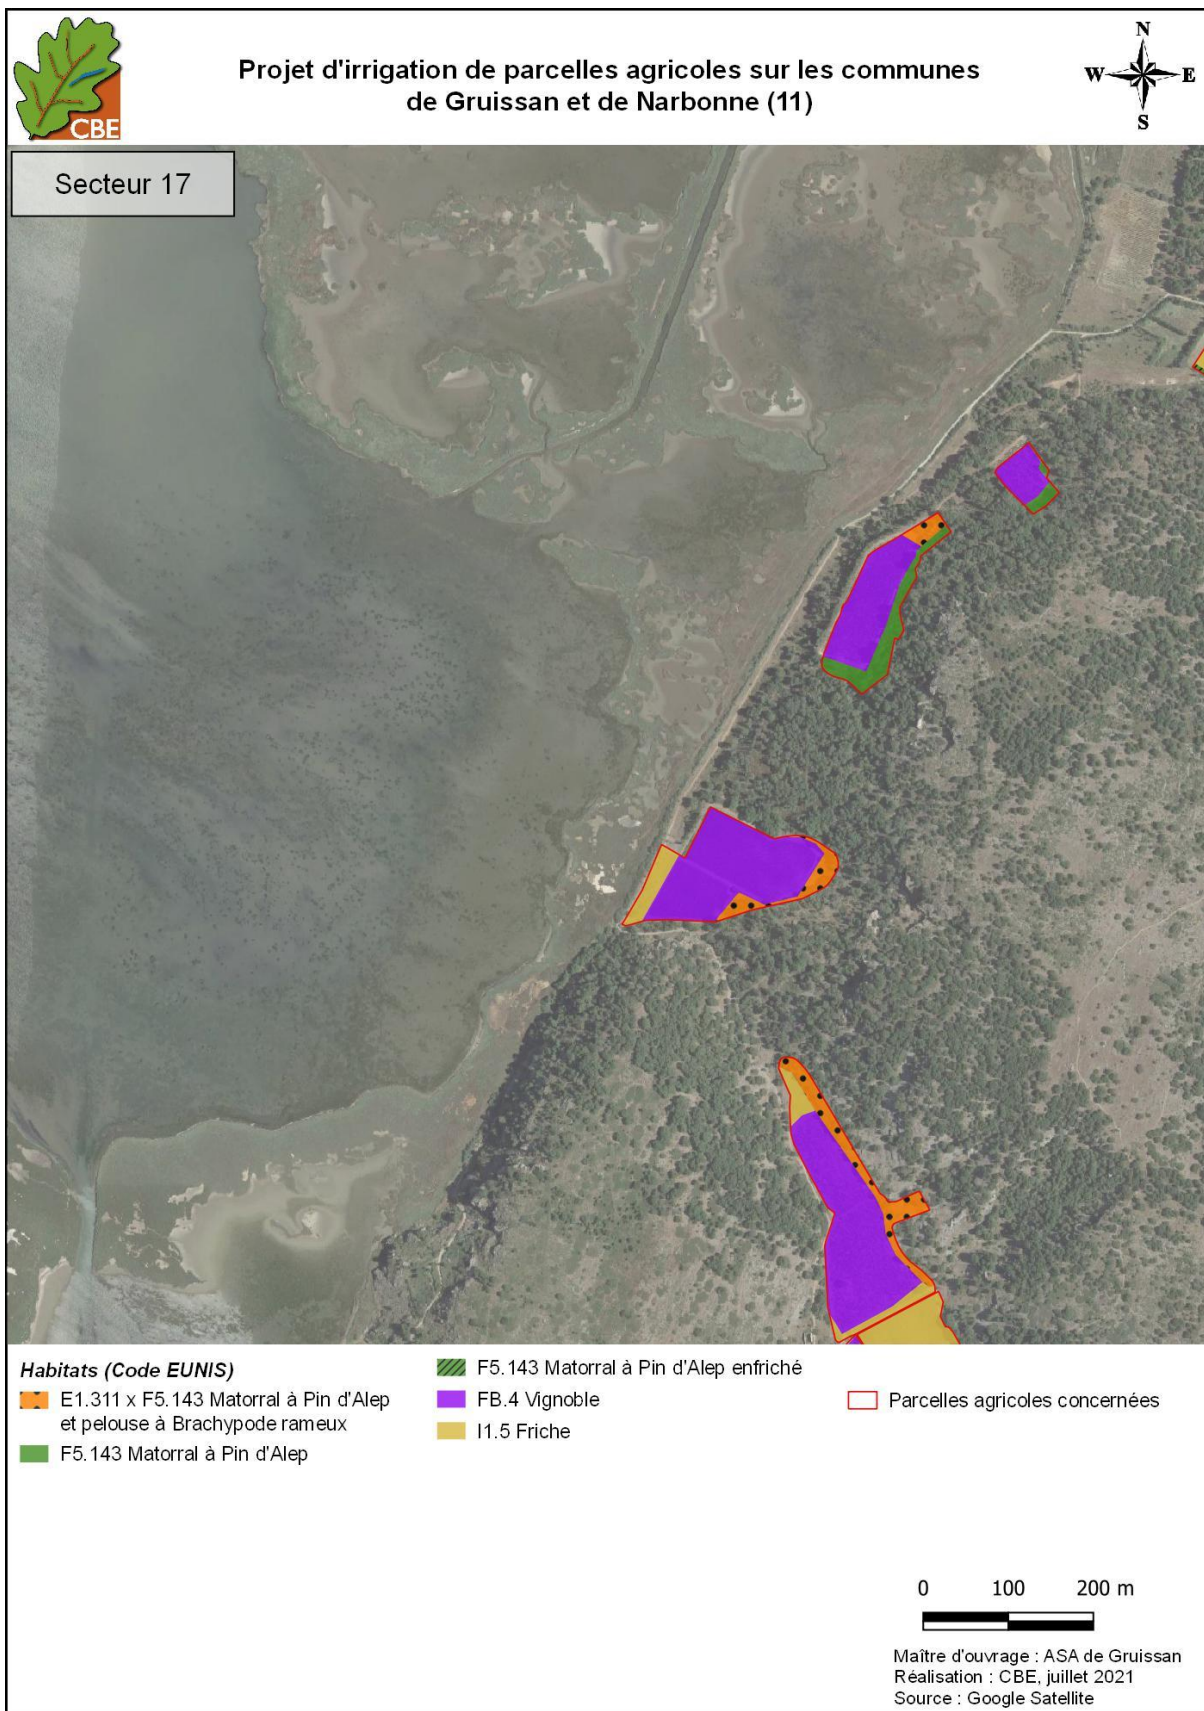 CBE
Projet d'irrigation de parcelles agricoles sur les communes
de Gruissan et de Narbonne (11)
N
W E
S
Secteur 17
Habitats (Code EUNIS)
E1.311 x F5.143 Matorral à Pin d'Alep
et pelouse à Brachypode rameux
F5.143 Matorral à Pin d'Alep
F5.143 Matorral à Pin d'Alep enfriché
FB.4 Vignoble
I1.5 Friche
Parcelles agricoles concernées
0 100 200 m
Maître d'ouvrage : ASA de Gruissan
Réalisation : CBE, juillet 2021
Source : Google Satellite